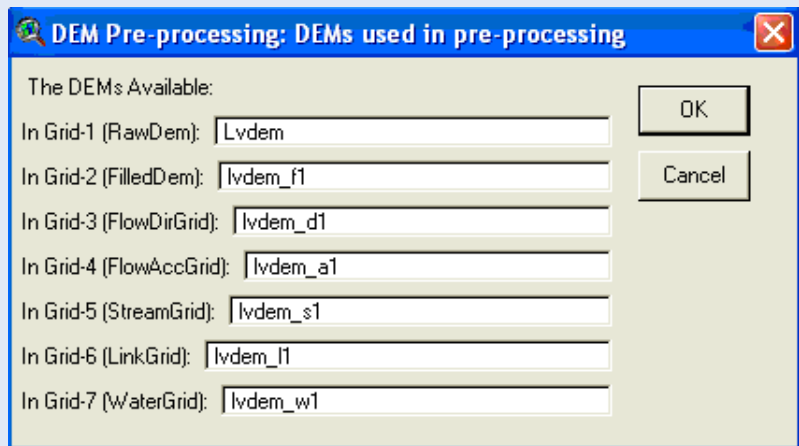 DEM Pre-processing: DEMs used in pre-processing
The DEMs Available:
In Grid-1 (RawDem): Lvdem
In Grid-2 (FilledDem): lvdem_f1
In Grid-3 (FlowDirGrid): lvdem_d1
In Grid-4 (FlowAccGrid): lvdem_a1
In Grid-5 (StreamGrid): lvdem_s1
In Grid-6 (LinkGrid): lvdem_l1
In Grid-7 (WaterGrid): lvdem_w1
OK
Cancel